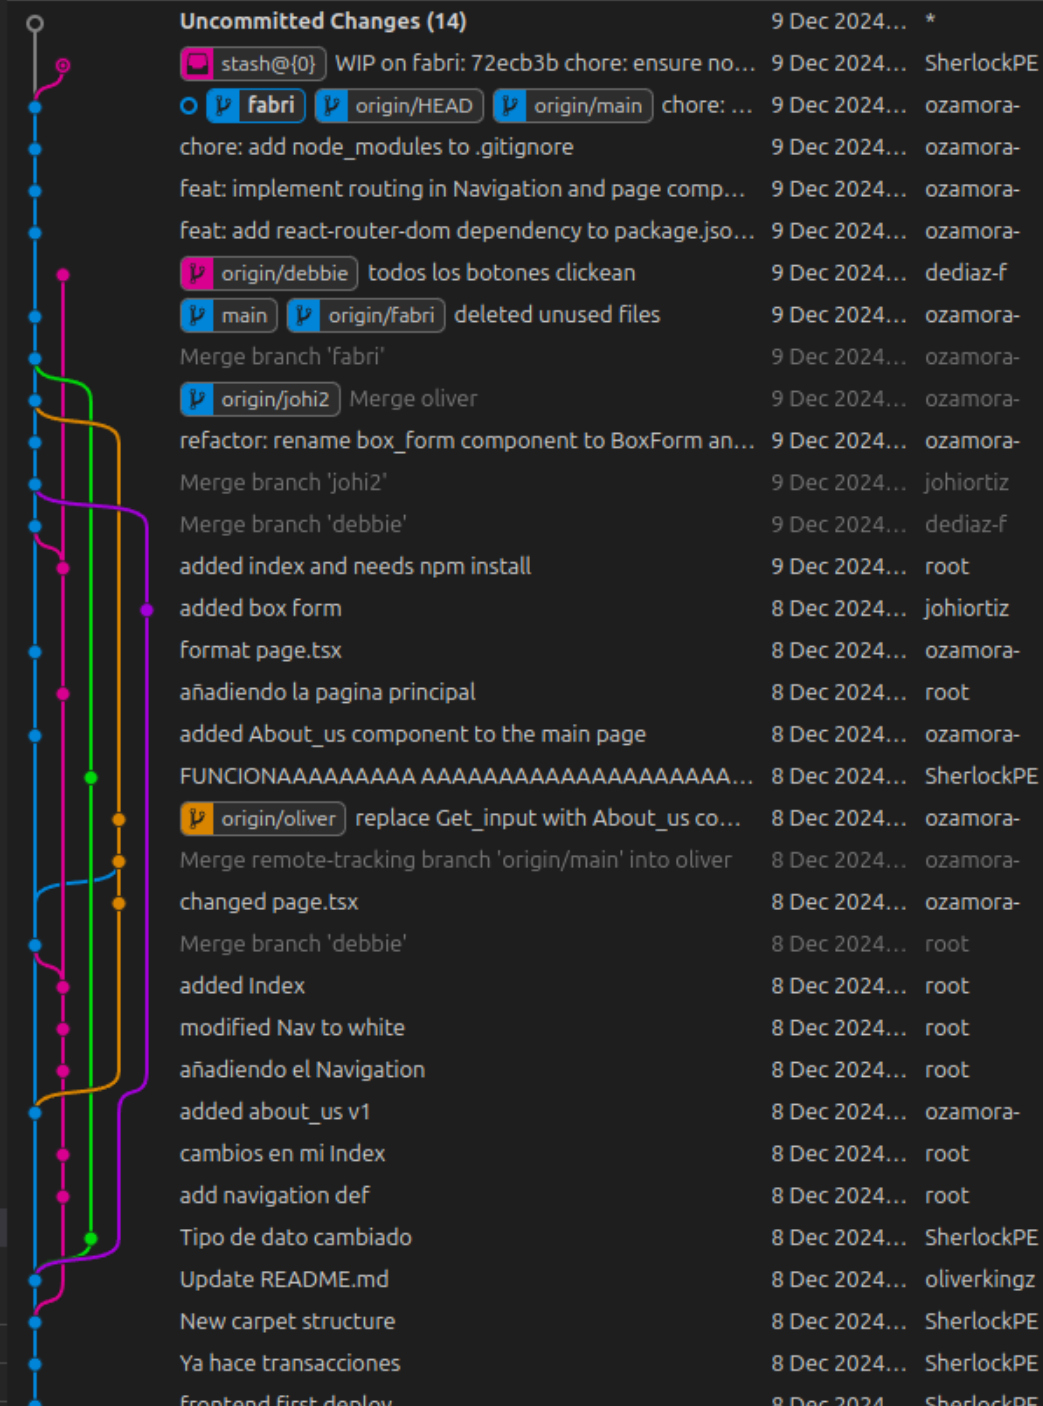 Uncommitted Changes (14) 9 Dec 2024... *
stash@{0} WIP on fabri: 72ecb3b chore: ensure no... 9 Dec 2024... SherlockPE
fabri origin/HEAD origin/main chore: ... 9 Dec 2024... ozamora-
chore: add node_modules to .gitignore 9 Dec 2024... ozamora-
feat: implement routing in Navigation and page comp... 9 Dec 2024... ozamora-
feat: add react-router-dom dependency to package.jso... 9 Dec 2024... ozamora-
origin/debbie todos los botones clickean 9 Dec 2024... dediaz-f
main origin/fabri deleted unused files 9 Dec 2024... ozamora-
Merge branch 'fabri' 9 Dec 2024... ozamora-
origin/johi2 Merge oliver 9 Dec 2024... ozamora-
refactor: rename box_form component to BoxForm an... 9 Dec 2024... ozamora-
Merge branch 'johi2' 9 Dec 2024... johiortiz
Merge branch 'debbie' 9 Dec 2024... dediaz-f
added index and needs npm install 9 Dec 2024... root
added box form 8 Dec 2024... johiortiz
format page.tsx 8 Dec 2024... ozamora-
añadiendo la pagina principal 8 Dec 2024... root
added About_us component to the main page 8 Dec 2024... ozamora-
FUNCIONAAAAAAAAA AAAAAAAAAAAAAAAAAAAA... 8 Dec 2024... SherlockPE
origin/oliver replace Get_input with About_us co... 8 Dec 2024... ozamora-
Merge remote-tracking branch 'origin/main' into oliver 8 Dec 2024... ozamora-
changed page.tsx 8 Dec 2024... ozamora-
Merge branch 'debbie' 8 Dec 2024... root
added Index 8 Dec 2024... root
modified Nav to white 8 Dec 2024... root
añadiendo el Navigation 8 Dec 2024... root
added about_us v1 8 Dec 2024... ozamora-
cambios en mi Index 8 Dec 2024... root
add navigation def 8 Dec 2024... root
Tipo de dato cambiado 8 Dec 2024... SherlockPE
Update README.md 8 Dec 2024... oliverkingz
New carpet structure 8 Dec 2024... SherlockPE
Ya hace transacciones 8 Dec 2024... SherlockPE
frontend first deploy 8 Dec 2024... SherlockPE